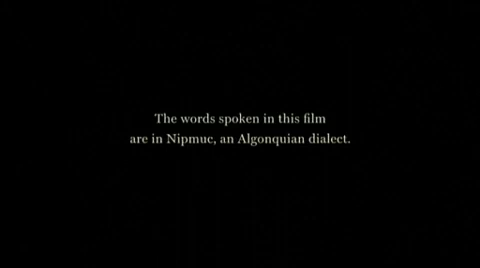 The words spoken in this film
are in Nipmuc, an Algonquian dialect.